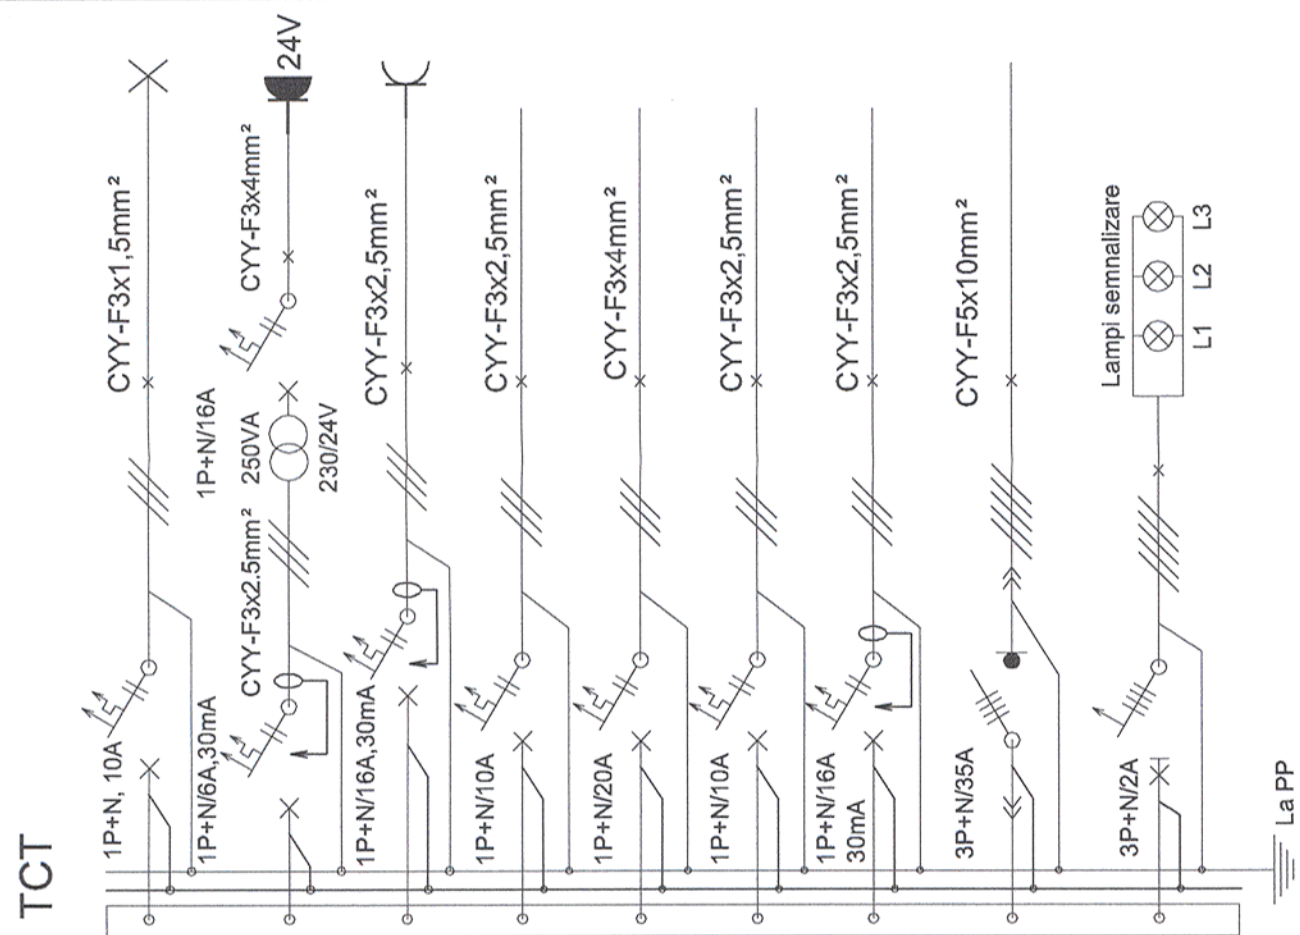 TCT
1P+N, 10A
CYY-F3x1,5mm²
1P+N/6A,30mA
CYY-F3x2.5mm²
1P+N/16A
250VA
230/24V
CYY-F3x4mm²
24V
1P+N/16A,30mA
CYY-F3x2,5mm²
1P+N/10A
CYY-F3x2,5mm²
1P+N/20A
CYY-F3x4mm²
1P+N/10A
CYY-F3x2,5mm²
1P+N/16A
30mA
CYY-F3x2,5mm²
3P+N/35A
CYY-F5x10mm²
3P+N/2A
Lampi semnalizare
L1 L2 L3
La PP